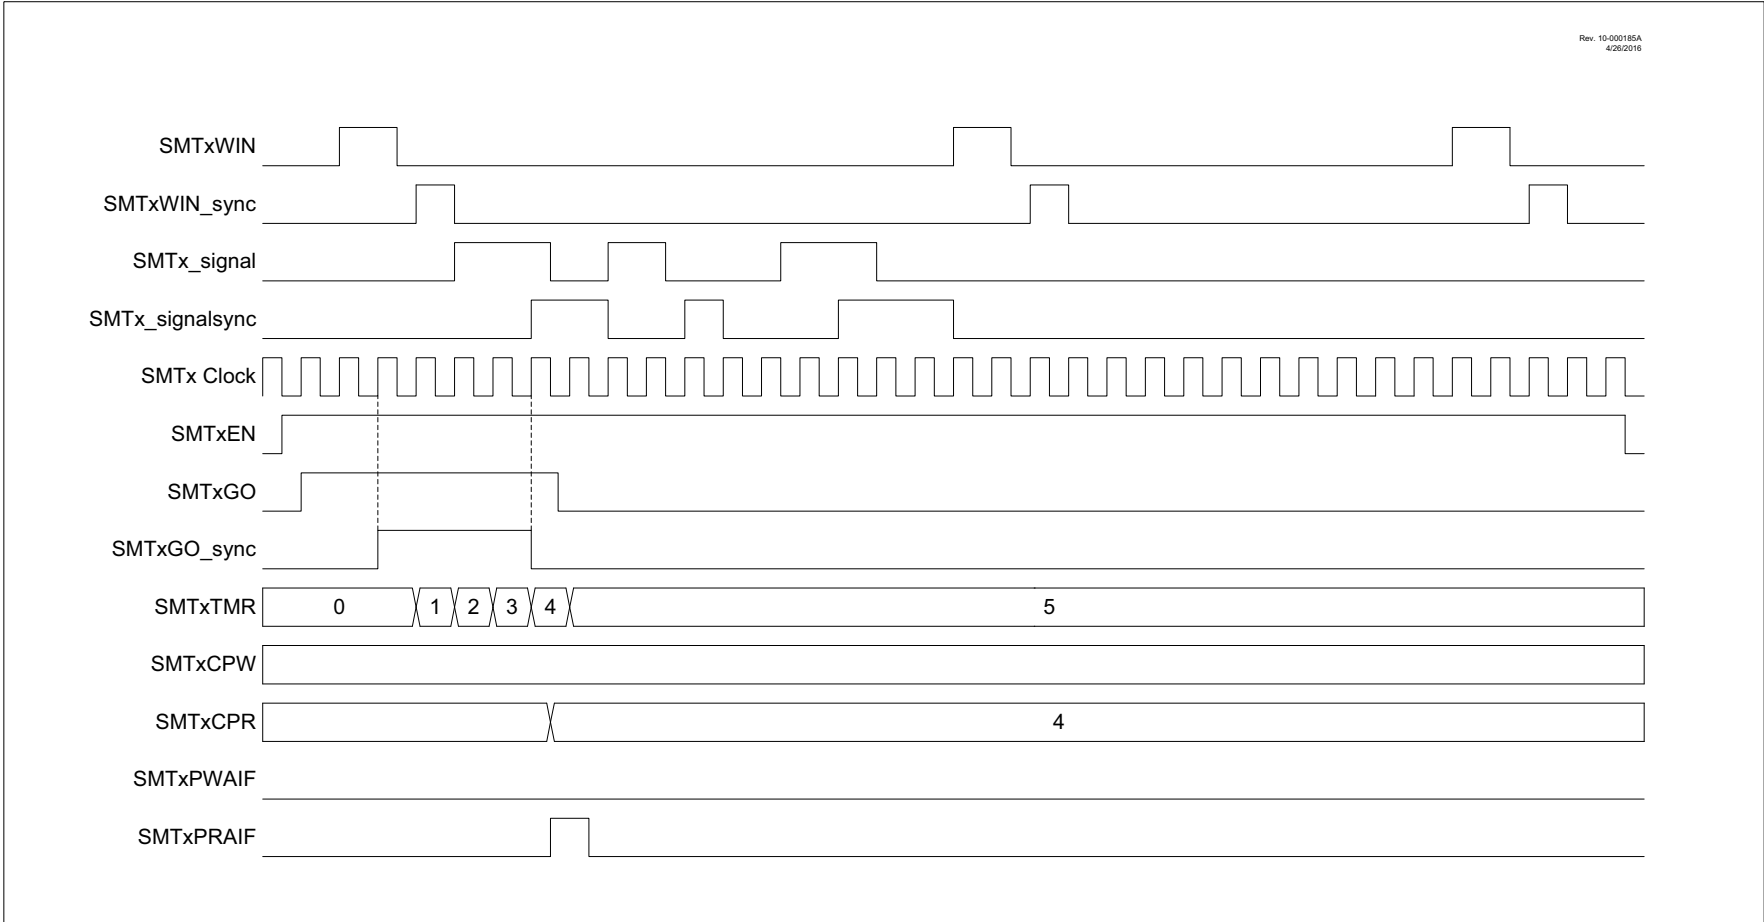 Rev. 10-000185A
4/26/2016
SMTxWIN
SMTxWIN_sync
SMTx_signal
SMTx_signalsync
SMTx Clock
SMTxEN
SMTxGO
SMTxGO_sync
SMTxTMR 0 1 2 3 4 5
SMTxCPW
SMTxCPR 4
SMTxPWAIF
SMTxPRAIF